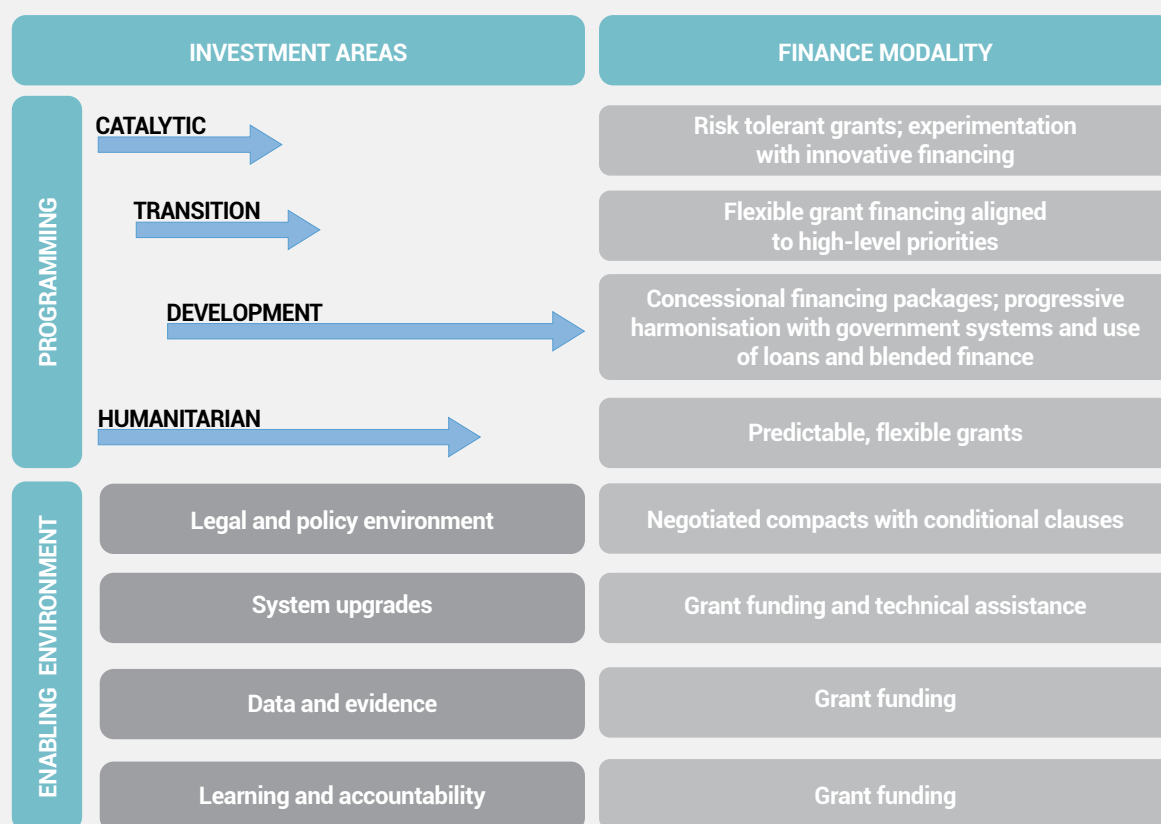 INVESTMENT AREAS
FINANCE MODALITY
PROGRAMMING
CATALYTIC
Risk tolerant grants; experimentation
with innovative financing
TRANSITION
Flexible grant financing aligned
to high-level priorities
DEVELOPMENT
Concessional financing packages; progressive
harmonisation with government systems and use
of loans and blended finance
HUMANITARIAN
Predictable, flexible grants
ENABLING ENVIRONMENT
Legal and policy environment
Negotiated compacts with conditional clauses
System upgrades
Grant funding and technical assistance
Data and evidence
Grant funding
Learning and accountability
Grant funding